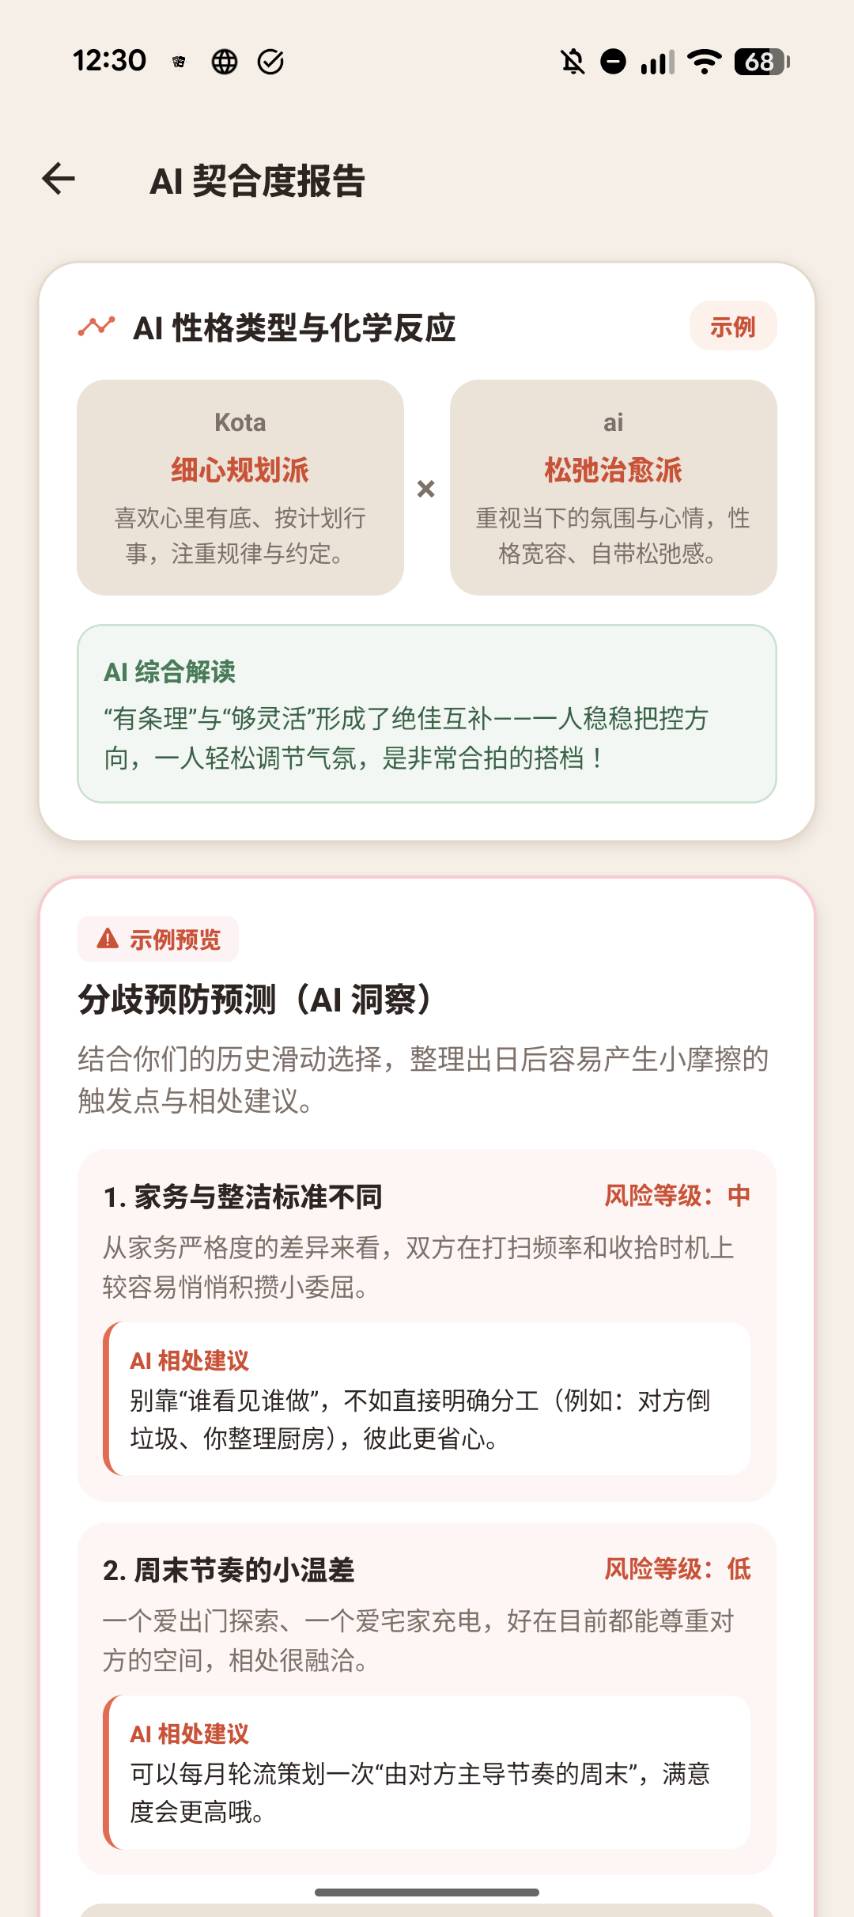 12:30
68
AI 契合度报告
AI 性格类型与化学反应
示例
Kota
细心规划派
喜欢心里有底、按计划行
事，注重规律与约定。
×
ai
松弛治愈派
重视当下的氛围与心情，性
格宽容、自带松弛感。
AI 综合解读
“有条理”与“够灵活”形成了绝佳互补——一人稳稳把控方
向，一人轻松调节气氛，是非常合拍的搭档！
示例预览
分歧预防预测（AI 洞察）
结合你们的历史滑动选择，整理出日后容易产生小摩擦的
触发点与相处建议。
1. 家务与整洁标准不同
风险等级：中
从家务严格度的差异来看，双方在打扫频率和收拾时机上
较容易悄悄积攒小委屈。
AI 相处建议
别靠“谁看见谁做”，不如直接明确分工（例如：对方倒
垃圾、你整理厨房），彼此更省心。
2. 周末节奏的小温差
风险等级：低
一个爱出门探索、一个爱宅家充电，好在目前都能尊重对
方的空间，相处很融洽。
AI 相处建议
可以每月轮流策划一次“由对方主导节奏的周末”，满意
度会更高哦。